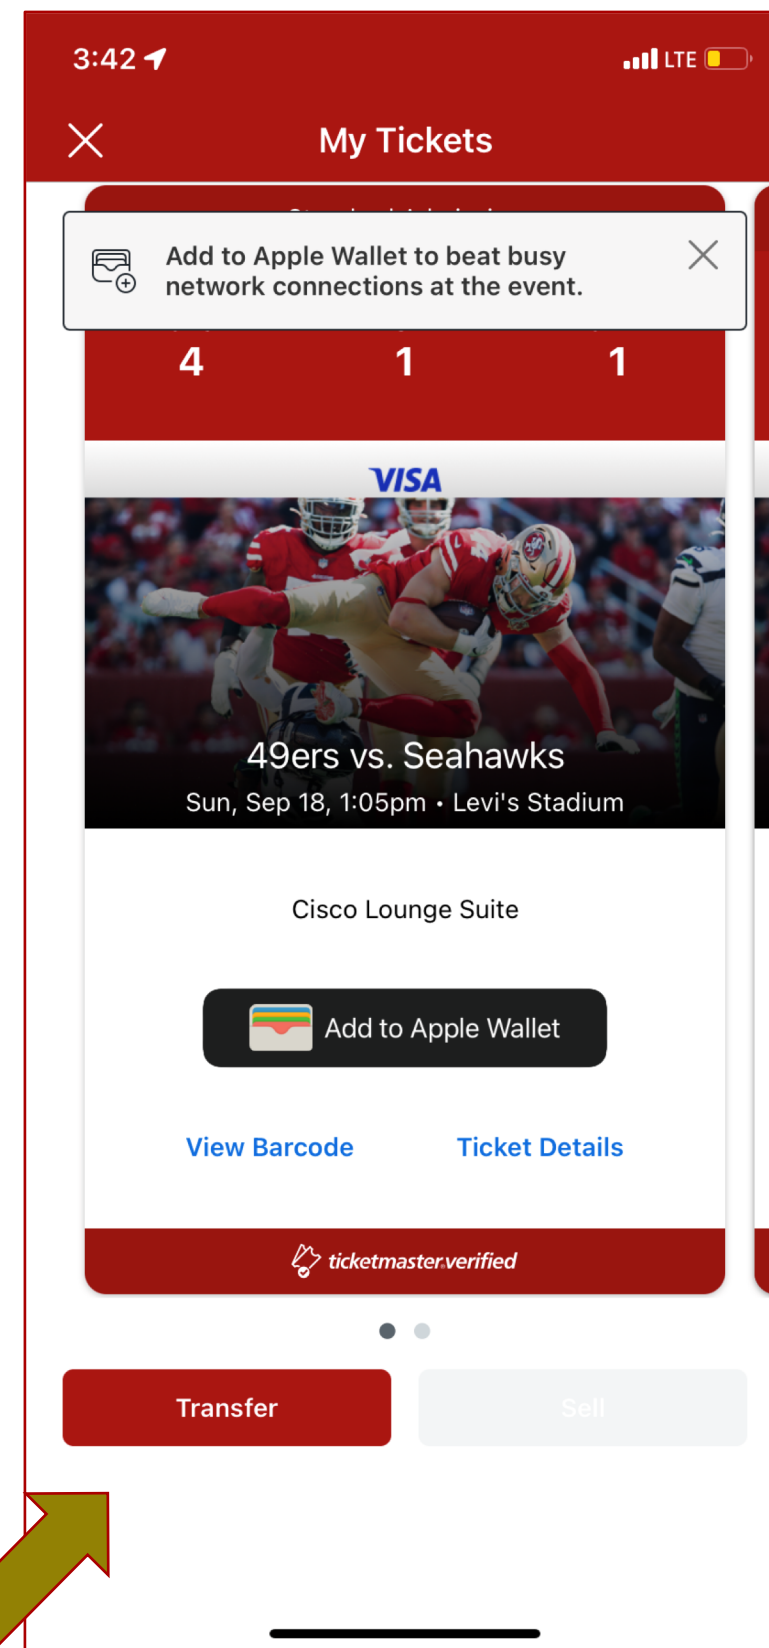 3:42
LTE
My Tickets
Add to Apple Wallet to beat busy
network connections at the event.
4 1 1
VISA
49ers vs. Seahawks
Sun, Sep 18, 1:05pm • Levi's Stadium
Cisco Lounge Suite
Add to Apple Wallet
View Barcode Ticket Details
ticketmaster.verified
Transfer Sell